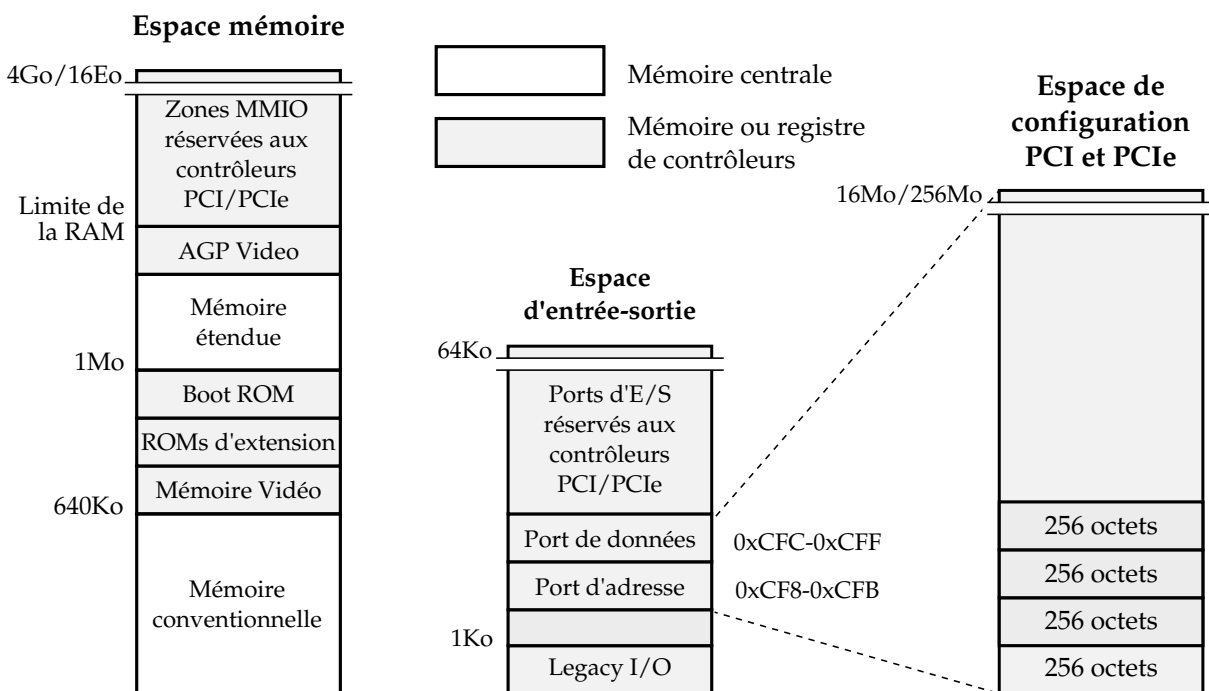 Espace mémoire
4Go/16Eo
Zones MMIO
réservées aux
contrôleurs
PCI/PCIe
Limite de
la RAM
AGP Video
Mémoire
étendue
1Mo
Boot ROM
ROMs d'extension
Mémoire Vidéo
640Ko
Mémoire
conventionnelle
Mémoire centrale
Mémoire ou registre
de contrôleurs
Espace
d'entrée-sortie
64Ko
Ports d'E/S
réservés aux
contrôleurs
PCI/PCIe
Port de données
0xCFC-0xCFF
Port d'adresse
0xCF8-0xCFB
1Ko
Legacy I/O
Espace de
configuration
PCI et PCIe
16Mo/256Mo
256 octets
256 octets
256 octets
256 octets